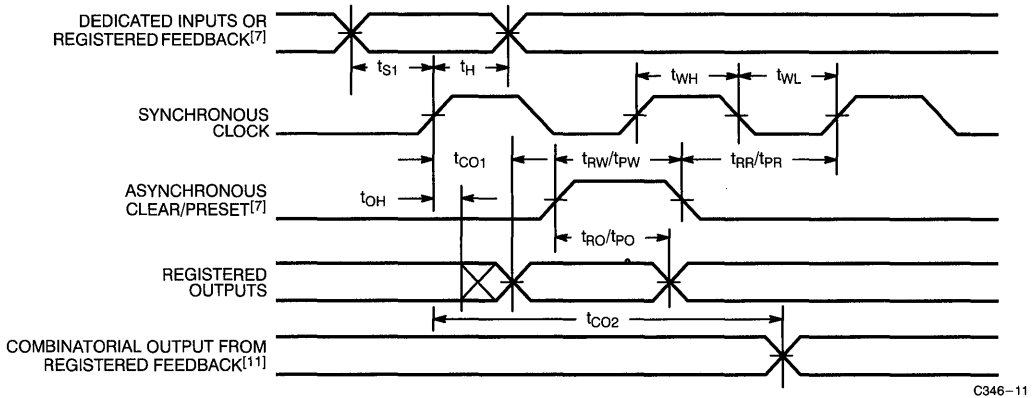 DEDICATED INPUTS OR
REGISTERED FEEDBACK[7]
tS1
tH
tWH
tWL
SYNCHRONOUS
CLOCK
tCO1
tRW/tPW
tRR/tPR
ASYNCHRONOUS
CLEAR/PRESET[7]
tOH
tRO/tPO
REGISTERED
OUTPUTS
tCO2
COMBINATORIAL OUTPUT FROM
REGISTERED FEEDBACK[11]
C346-11